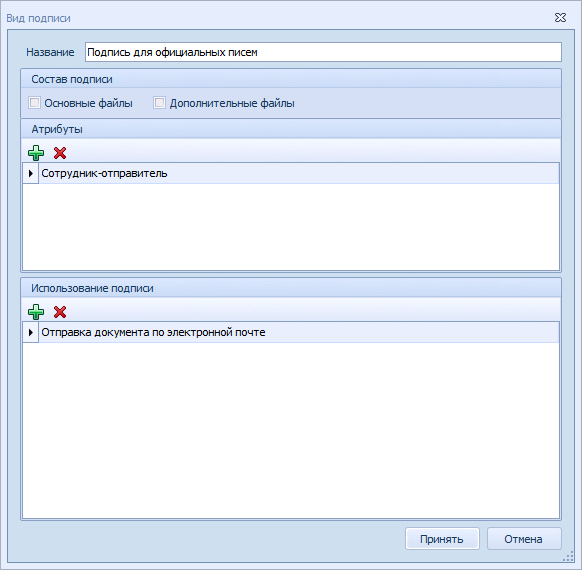 Вид подписи
Название Подпись для официальных писем
Состав подписи
Основные файлы Дополнительные файлы
Атрибуты
Сотрудник-отправитель
Использование подписи
Отправка документа по электронной почте
Принять Отмена